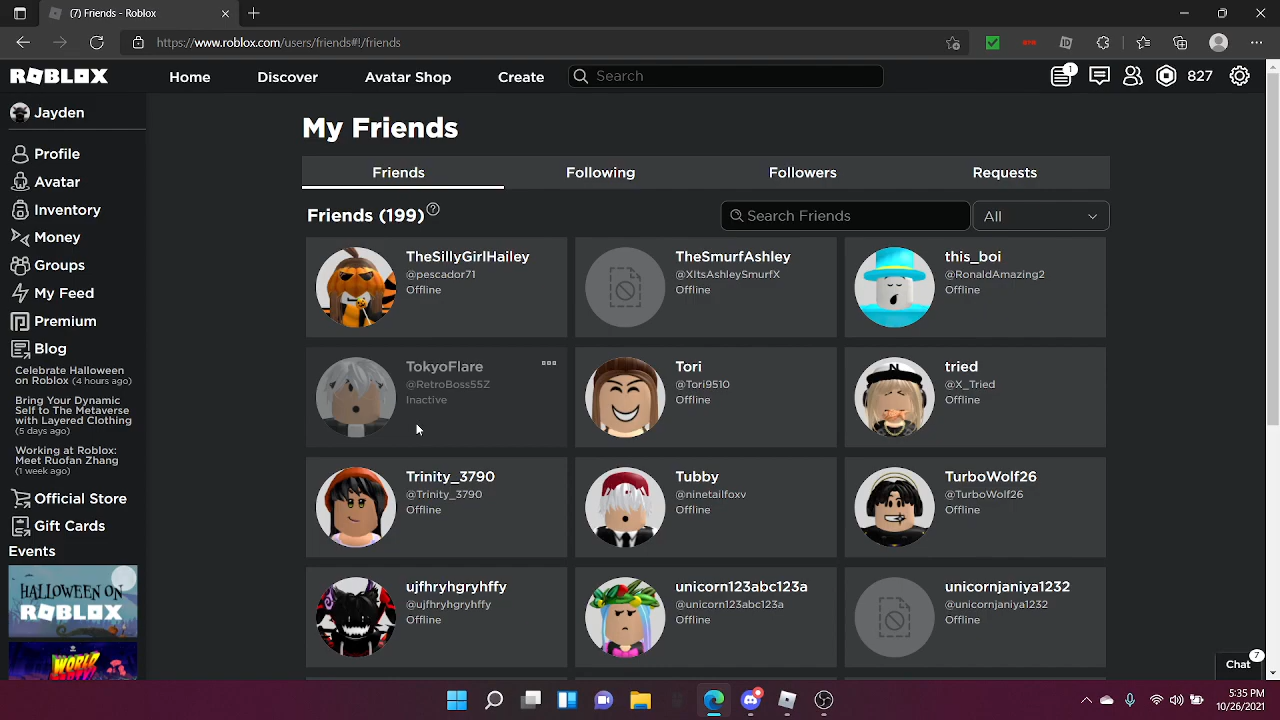 (7) Friends - Roblox
https://www.roblox.com/users/friends#!/friends
ROBLOX
Home
Discover
Avatar Shop
Create
Search
1
827
Jayden
Profile
Avatar
Inventory
Money
Groups
My Feed
Premium
Blog
Celebrate Halloween
on Roblox (4 hours ago)
Bring Your Dynamic
Self to The Metaverse
with Layered Clothing
(5 days ago)
Working at Roblox:
Meet Ruofan Zhang
(1 week ago)
Official Store
Gift Cards
Events
HALLOWEEN ON
ROBLOX
WORLD
PARTY
My Friends
Friends
Following
Followers
Requests
Friends (199)
Search Friends
All
TheSillyGirlHailey
@pescador71
Offline
TheSmurfAshley
@XItsAshleySmurfX
Offline
this_boi
@RonaldAmazing2
Offline
TokyoFlare
@RetroBoss55Z
Inactive
Tori
@Tori9510
Offline
tried
@X_Tried
Offline
Trinity_3790
@Trinity_3790
Offline
Tubby
@ninetailfoxv
Offline
TurboWolf26
@TurboWolf26
Offline
ujfhryhgryhffy
@ujfhryhgryhffy
Offline
unicorn123abc123a
@unicorn123abc123a
Offline
unicornjaniya1232
@unicornjaniya1232
Offline
Chat
7
5:35 PM
10/26/2021